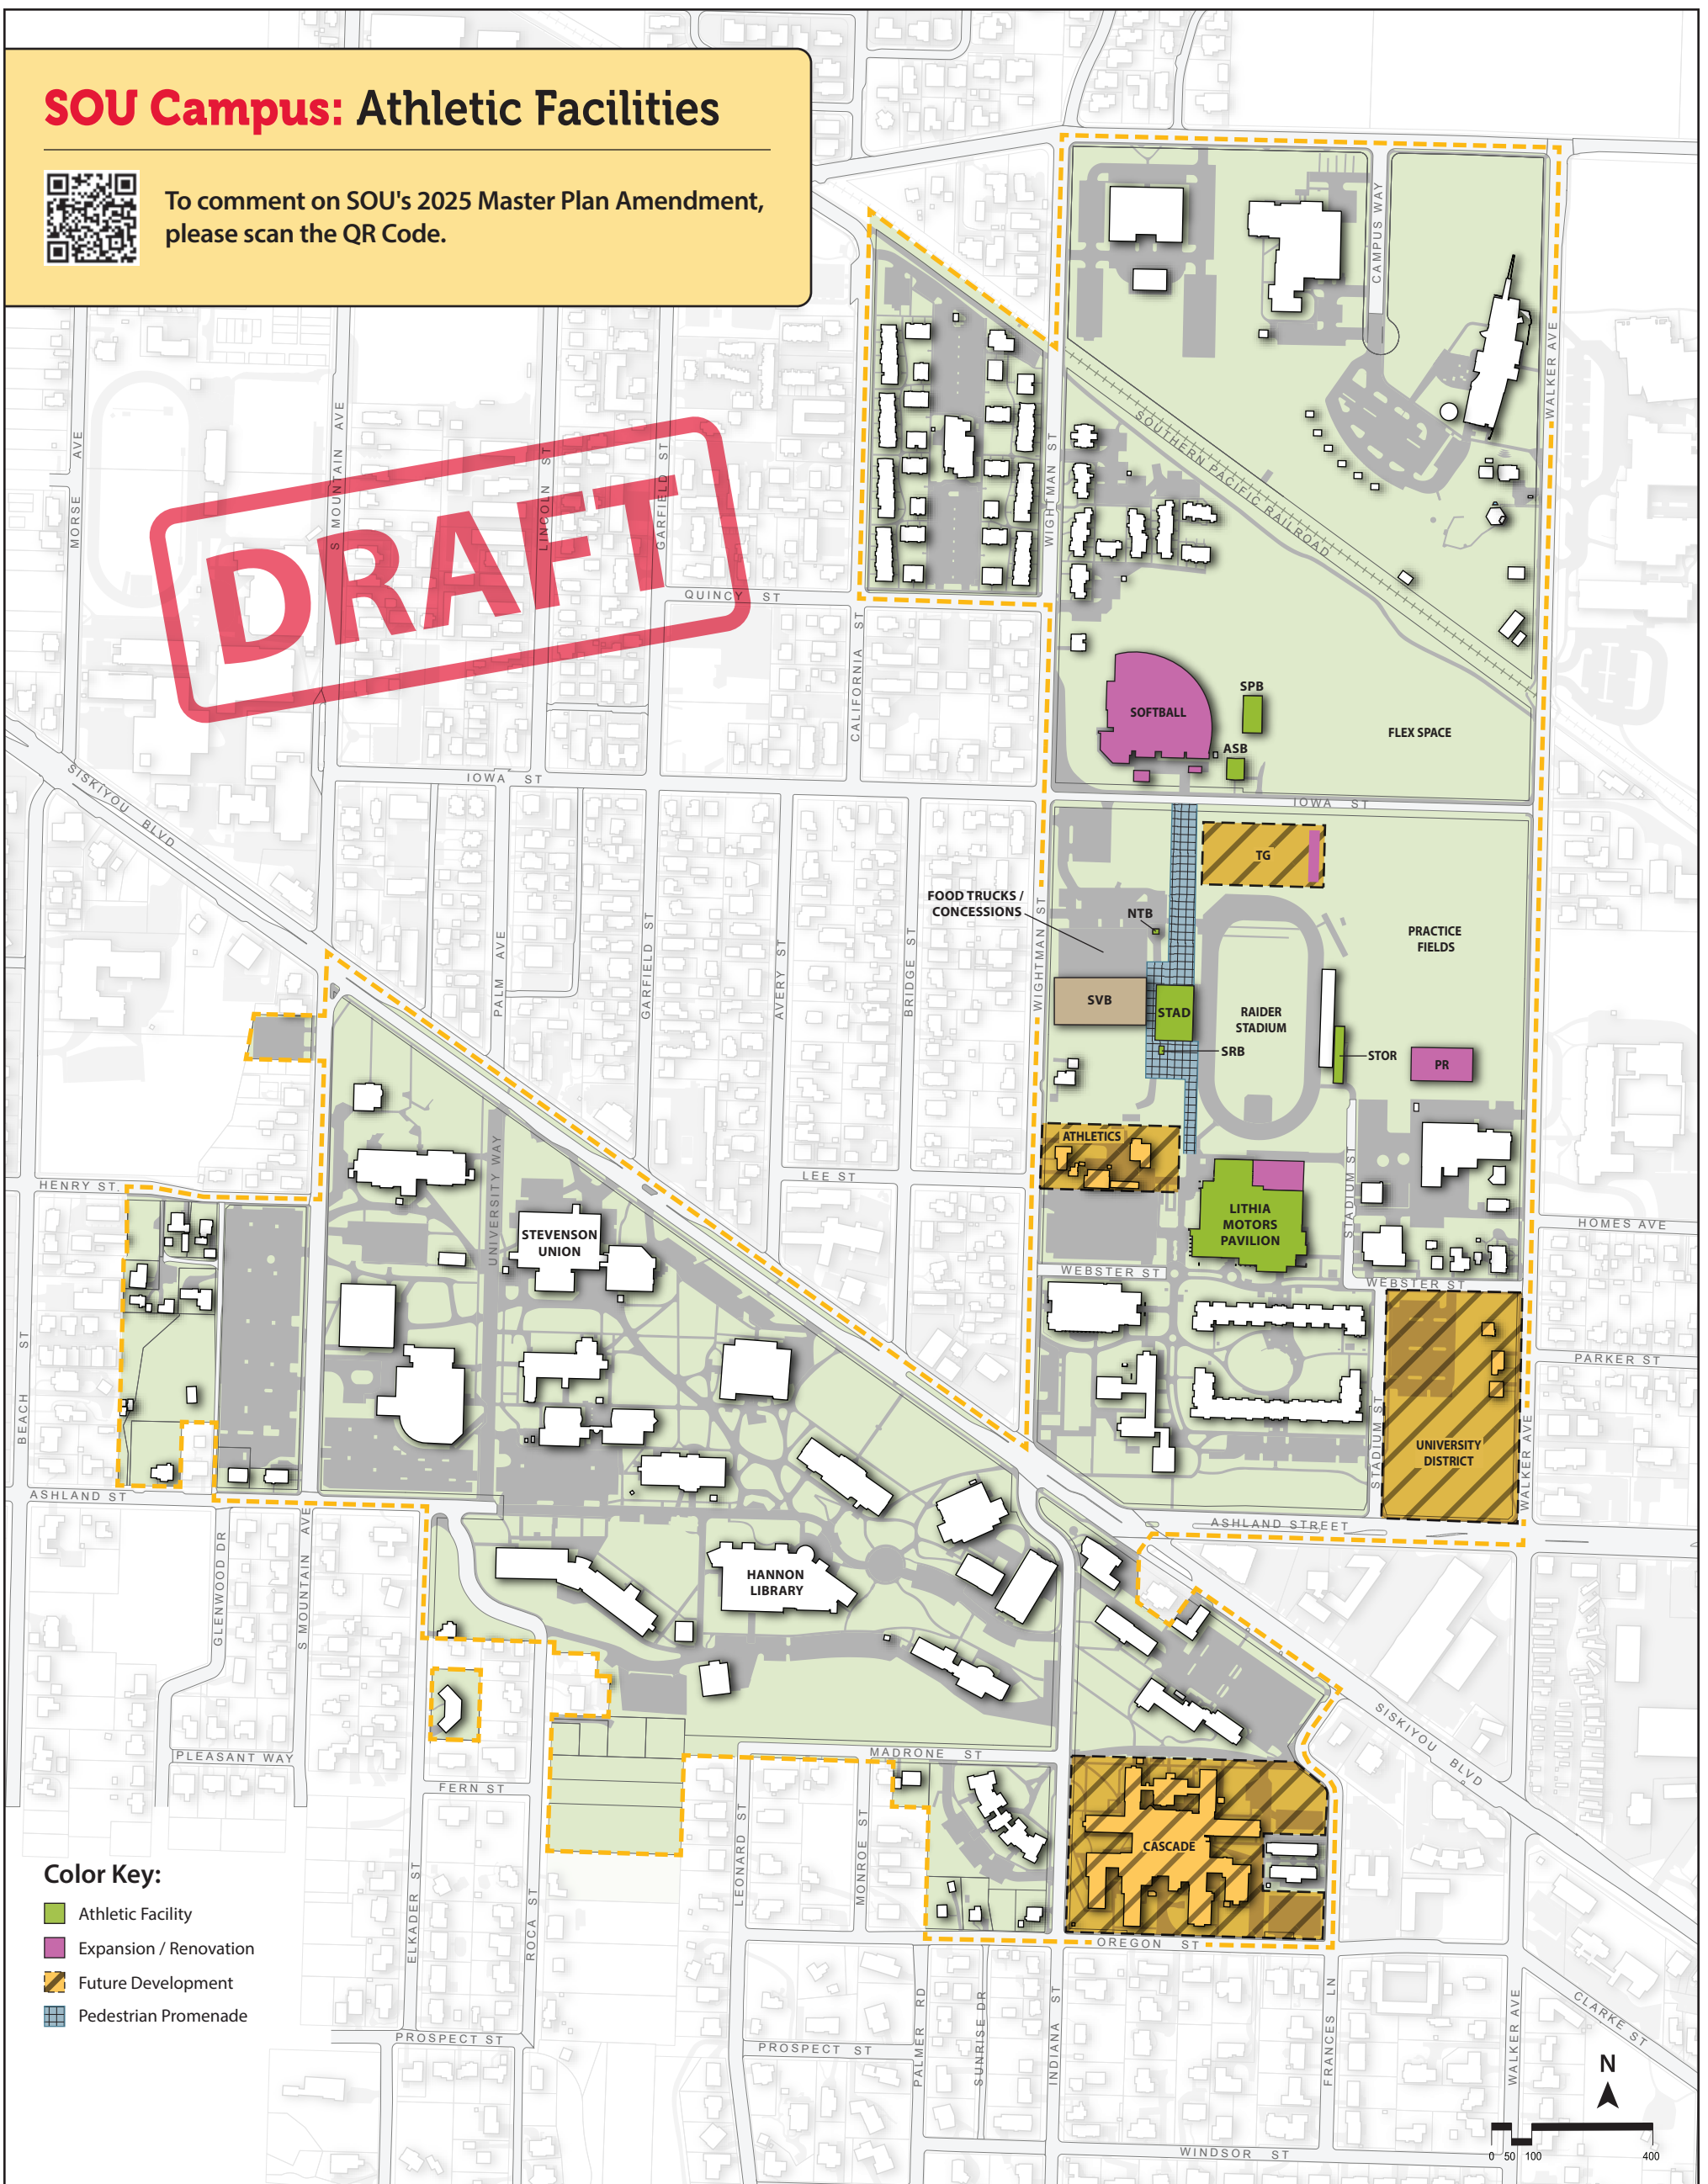 SOU Campus: Athletic Facilities
To comment on SOU's 2025 Master Plan Amendment,
please scan the QR Code.
DRAFT
MORSE AVE
S MOUNTAIN AVE
LINCOLN ST
GARFIELD ST
QUINCY ST
CALIFORNIA ST
WIGHTMAN ST
CAMPUS WAY
WALKER AVE
SOUTHERN PACIFIC RAILROAD
SOFTBALL
SPB
ASB
FLEX SPACE
IOWA ST
IOWA ST
SISKIYOU BLVD
PALM AVE
GARFIELD ST
AVERY ST
BRIDGE ST
WIGHTMAN ST
TG
FOOD TRUCKS /
CONCESSIONS
NTB
PRACTICE
FIELDS
SVB
STAD
RAIDER
STADIUM
SRB
STOR
PR
ATHLETICS
LEE ST
HENRY ST.
UNIVERSITY WAY
STEVENSON
UNION
LITHIA
MOTORS
PAVILION
STADIUM ST
HOMES AVE
WEBSTER ST
WEBSTER ST
PARKER ST
BEACH ST
STADIUM ST
UNIVERSITY
DISTRICT
WALKER AVE
ASHLAND ST
ASHLAND STREET
GLENWOOD DR
S MOUNTAIN AVE
HANNON
LIBRARY
SISKIYOU BLVD
PLEASANT WAY
FERN ST
MADRONE ST
LEONARD ST
MONROE ST
CASCADE
ELKADER ST
ROCA ST
OREGON ST
Color Key:
Athletic Facility
Expansion / Renovation
Future Development
Pedestrian Promenade
PROSPECT ST
PROSPECT ST
PALMER RD
SUNRISE DR
INDIANA ST
FRANCES LN
WALKER AVE
CLARKE ST
WINDSOR ST
N
0 50 100 400